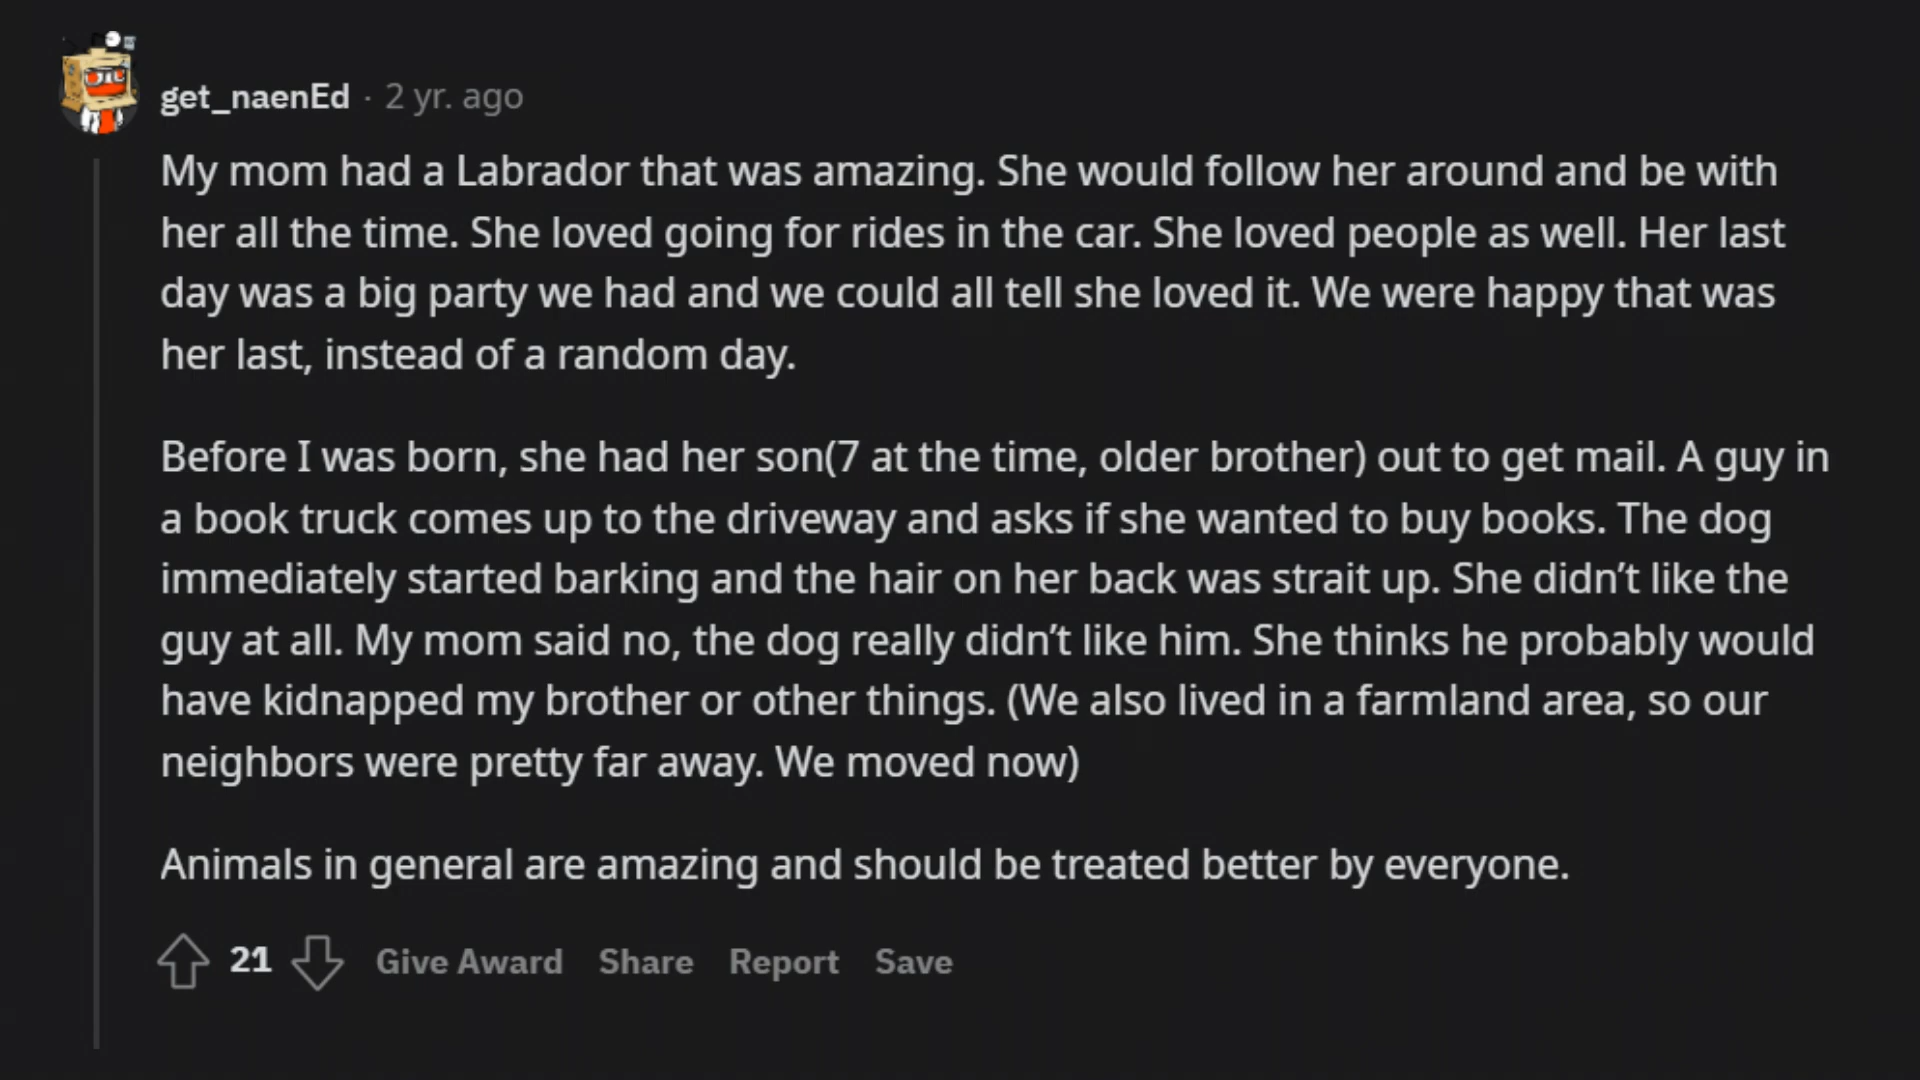 get_naenEd · 2 yr. ago
My mom had a Labrador that was amazing. She would follow her around and be with
her all the time. She loved going for rides in the car. She loved people as well. Her last
day was a big party we had and we could all tell she loved it. We were happy that was
her last, instead of a random day.
Before I was born, she had her son(7 at the time, older brother) out to get mail. A guy in
a book truck comes up to the driveway and asks if she wanted to buy books. The dog
immediately started barking and the hair on her back was strait up. She didn’t like the
guy at all. My mom said no, the dog really didn’t like him. She thinks he probably would
have kidnapped my brother or other things. (We also lived in a farmland area, so our
neighbors were pretty far away. We moved now)
Animals in general are amazing and should be treated better by everyone.
21 Give Award Share Report Save